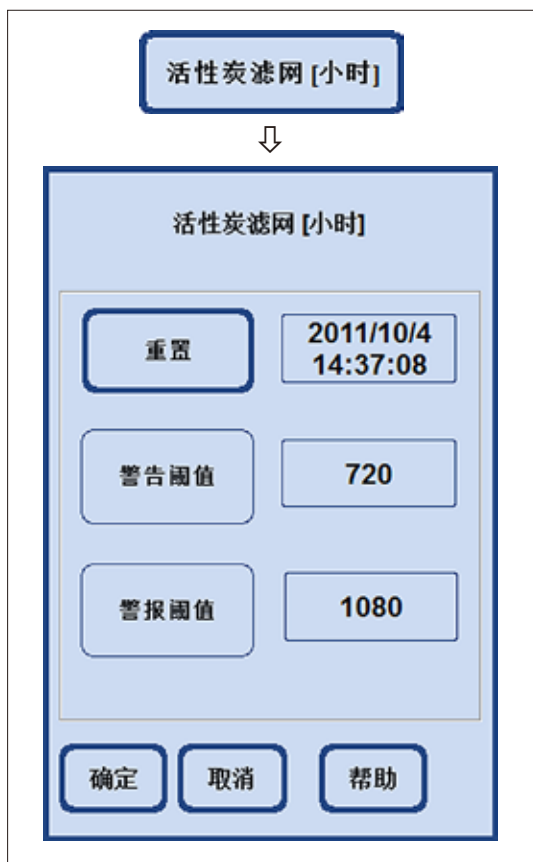 活性炭滤网 [小时]
活性炭滤网 [小时]
重置
2011/10/4
14:37:08
警告阈值
720
警报阈值
1080
确定
取消
帮助